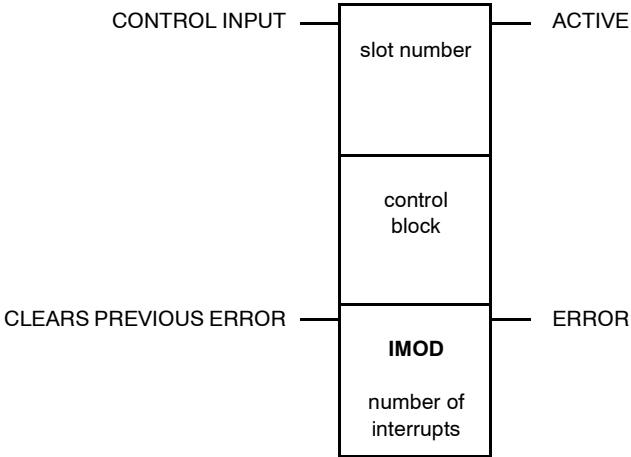 CONTROL INPUT
ACTIVE
slot number
control
block
CLEARS PREVIOUS ERROR
ERROR
IMOD
number of
interrupts